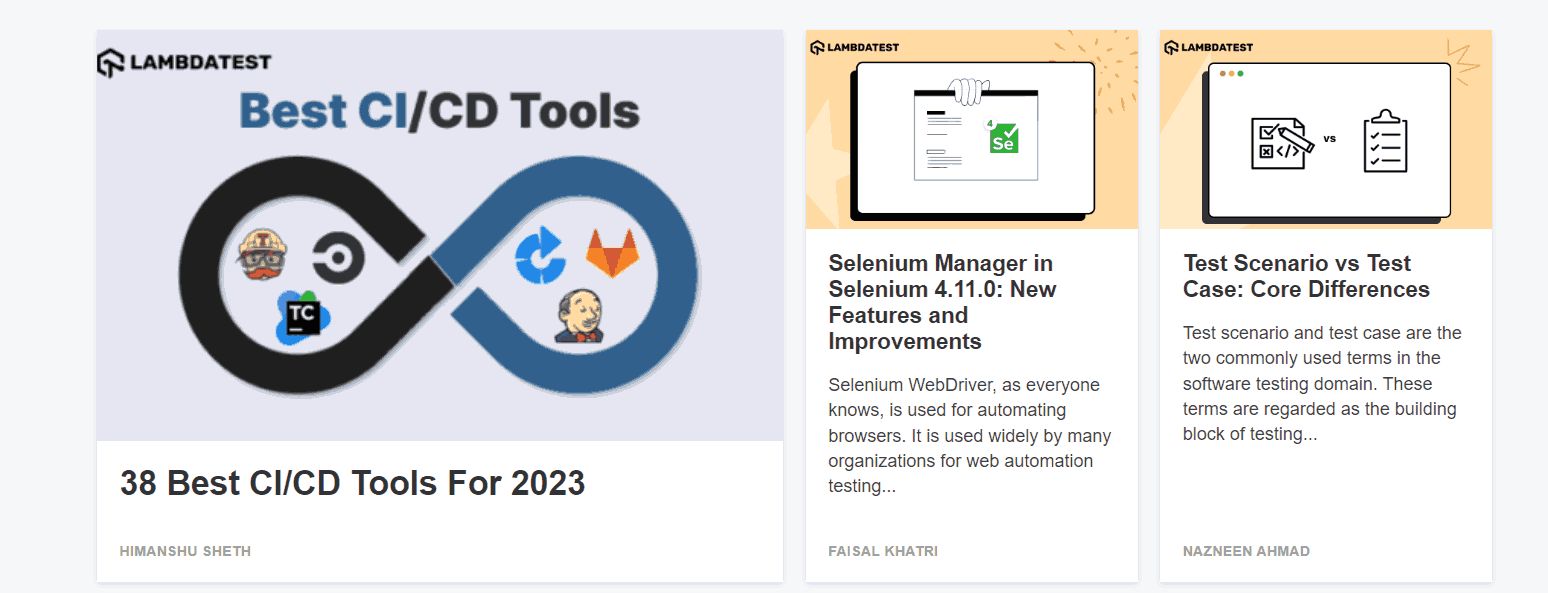 LAMBDATEST
Best CI/CD Tools
TC
38 Best CI/CD Tools For 2023
HIMANSHU SHETH
LAMBDATEST
4
Se
Selenium Manager in
Selenium 4.11.0: New
Features and
Improvements
Selenium WebDriver, as everyone
knows, is used for automating
browsers. It is used widely by many
organizations for web automation
testing...
FAISAL KHATRI
LAMBDATEST
</>
vs
Test Scenario vs Test
Case: Core Differences
Test scenario and test case are the
two commonly used terms in the
software testing domain. These
terms are regarded as the building
block of testing...
NAZNEEN AHMAD